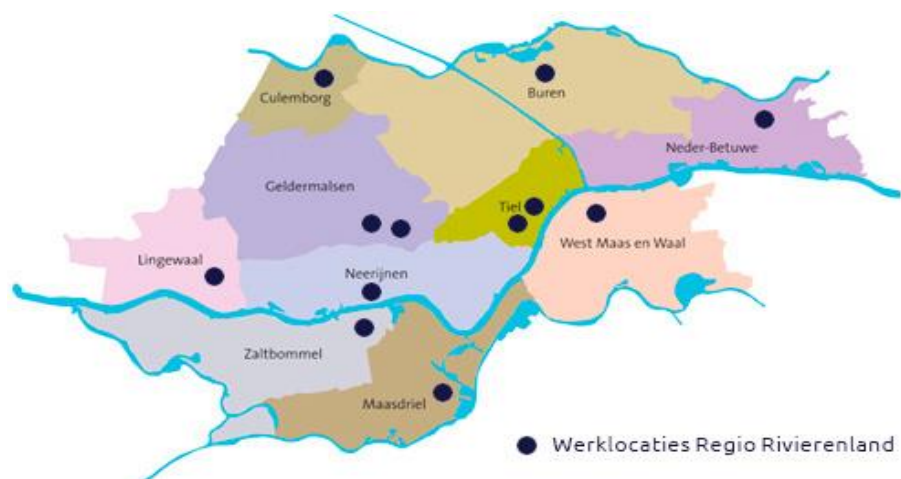 Culemborg
Buren
Neder-Betuwe
Geldermalsen
Tiel
West Maas en Waal
Lingewaal
Neerijnen
Zaltbommel
Maasdriel
Werklocaties Regio Rivierenland